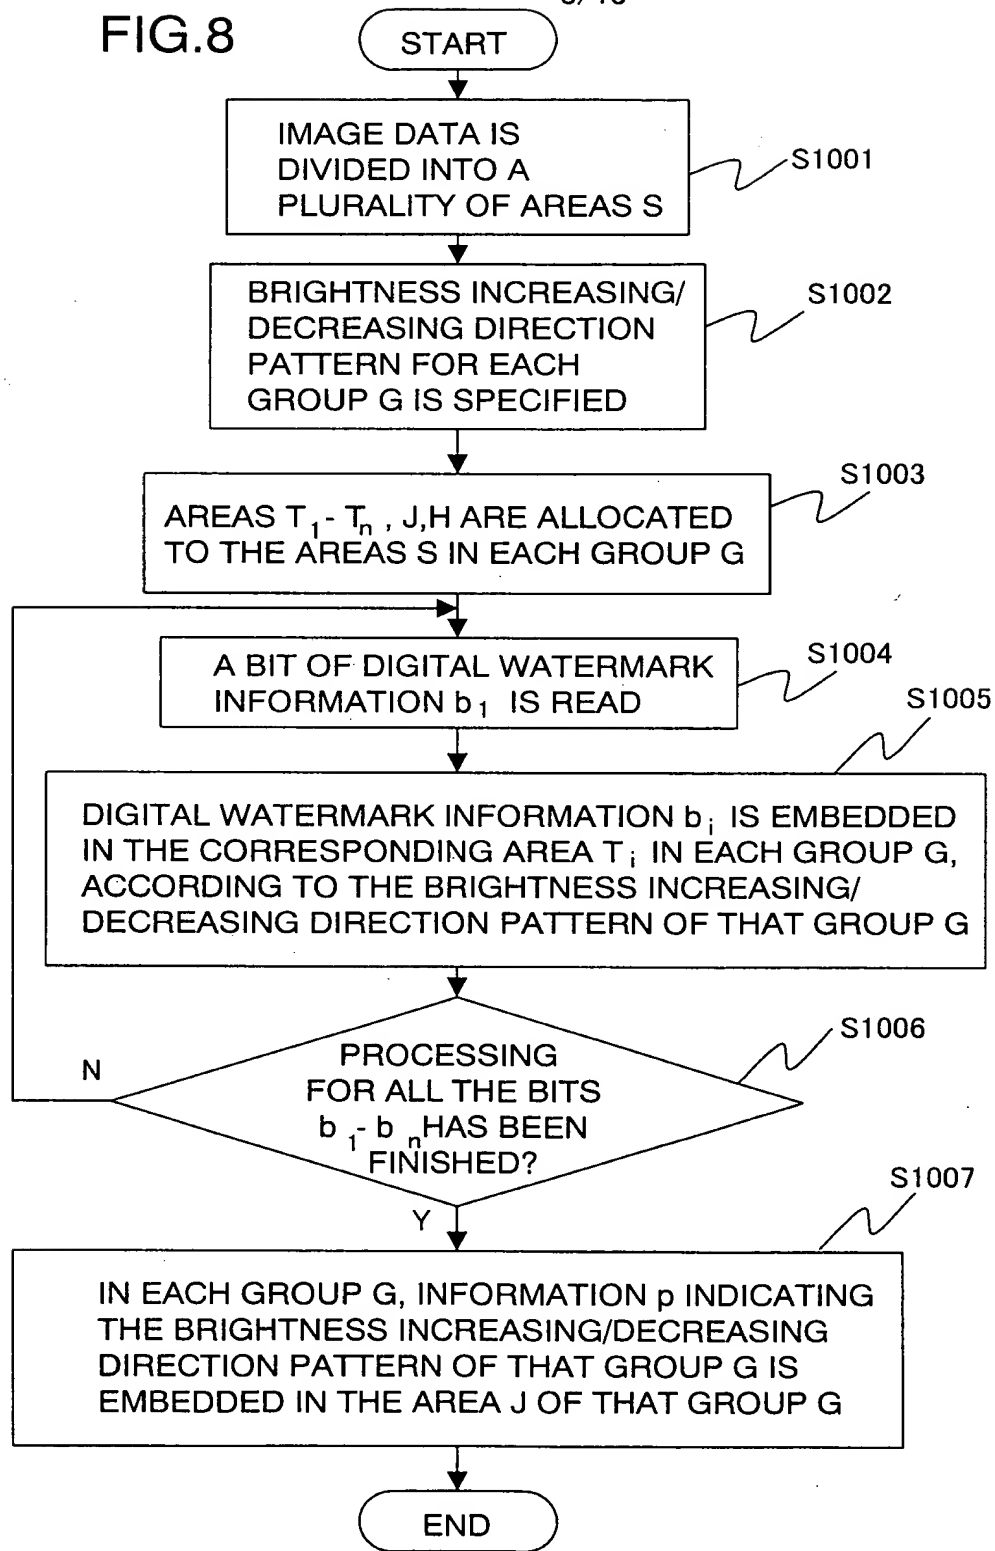 FIG.8
START
IMAGE DATA IS
DIVIDED INTO A
PLURALITY OF AREAS S
S1001
BRIGHTNESS INCREASING/
DECREASING DIRECTION
PATTERN FOR EACH
GROUP G IS SPECIFIED
S1002
AREAS T₁- Tₙ , J,H ARE ALLOCATED
TO THE AREAS S IN EACH GROUP G
S1003
A BIT OF DIGITAL WATERMARK
INFORMATION b₁ IS READ
S1004
DIGITAL WATERMARK INFORMATION bᵢ IS EMBEDDED
IN THE CORRESPONDING AREA Tᵢ IN EACH GROUP G,
ACCORDING TO THE BRIGHTNESS INCREASING/
DECREASING DIRECTION PATTERN OF THAT GROUP G
S1005
PROCESSING
FOR ALL THE BITS
b₁- bₙ HAS BEEN
FINISHED?
S1006
N
Y
IN EACH GROUP G, INFORMATION p INDICATING
THE BRIGHTNESS INCREASING/DECREASING
DIRECTION PATTERN OF THAT GROUP G IS
EMBEDDED IN THE AREA J OF THAT GROUP G
S1007
END